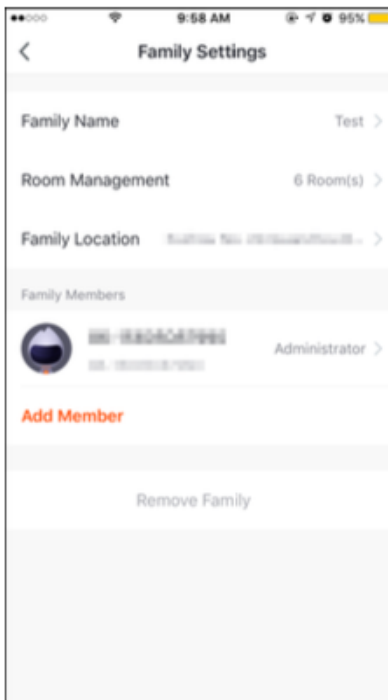 9:58 AM 95%
Family Settings
Family Name Test
Room Management 6 Room(s)
Family Location
Family Members
Administrator
Add Member
Remove Family